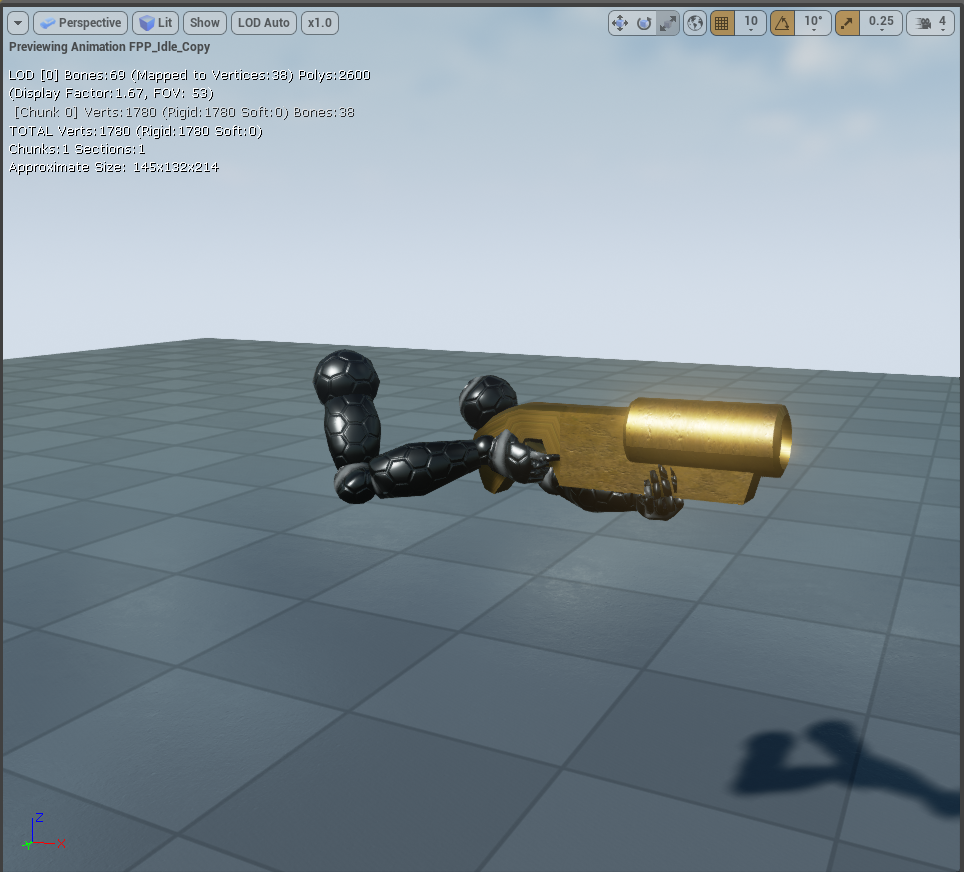 Perspective Lit Show LOD Auto x1.0 10 10° 0.25 4
Previewing Animation FPP_Idle_Copy
LOD [0] Bones:69 (Mapped to Vertices:38) Polys:2600
(Display Factor:1.67, FOV: 53)
[Chunk 0] Verts:1780 (Rigid:1780 Soft:0) Bones:38
TOTAL Verts:1780 (Rigid:1780 Soft:0)
Chunks:1 Sections:1
Approximate Size: 145x132x214
Z
Y X